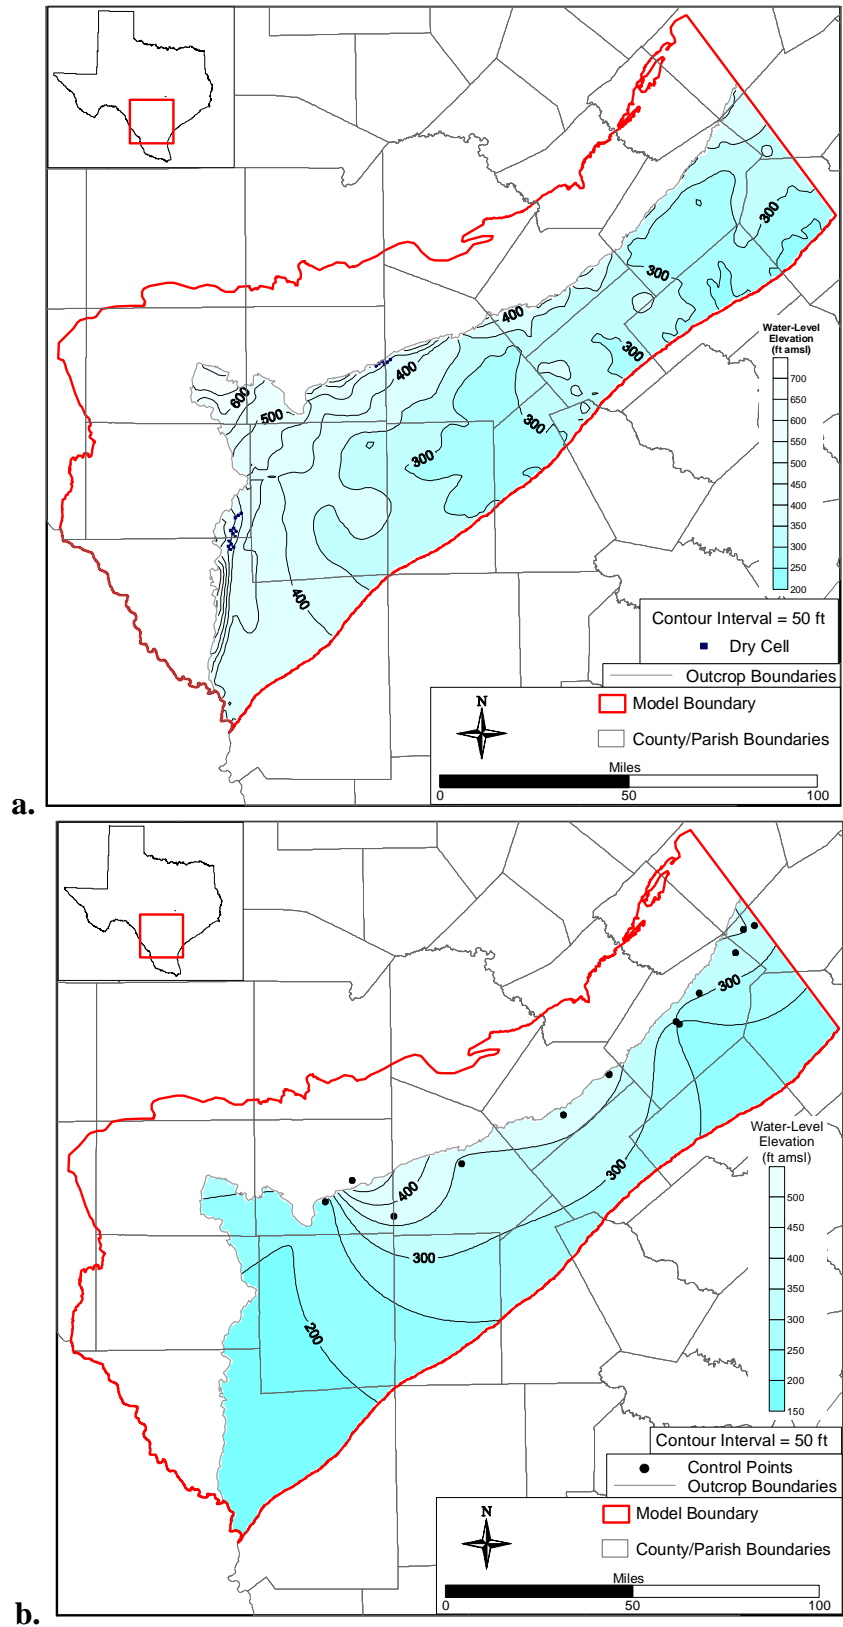 300
300
400
Water-Level
Elevation
(ft amsl)
300
400
700
650
600
600
550
500
300
500
300
450
400
350
300
250
200
400
Contour Interval = 50 ft
Dry Cell
Outcrop Boundaries
N
Model Boundary
County/Parish Boundaries
Miles
0
50
100
a.
300
Water-Level
Elevation
(ft amsl)
300
400
500
450
300
400
350
300
200
250
200
150
Contour Interval = 50 ft
Control Points
Outcrop Boundaries
N
Model Boundary
County/Parish Boundaries
Miles
0
50
100
b.